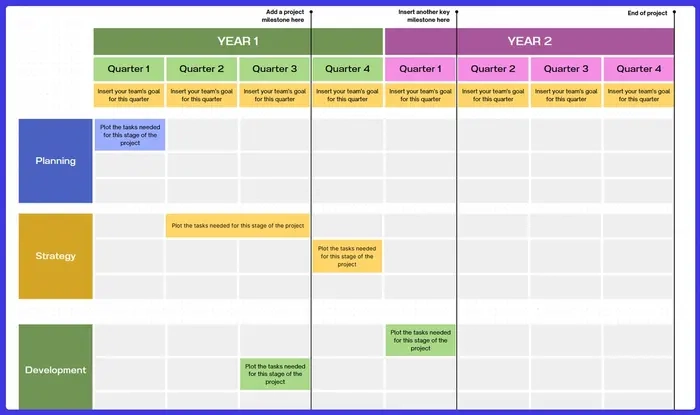 Add a project
milestone here
Insert another key
milestone here
End of project
YEAR 1
YEAR 2
Quarter 1
Quarter 2
Quarter 3
Quarter 4
Quarter 1
Quarter 2
Quarter 3
Quarter 4
Insert your team's goal
for this quarter
Insert your team's goal
for this quarter
Insert your team's goal
for this quarter
Insert your team's goal
for this quarter
Insert your team's goal
for this quarter
Insert your team's goal
for this quarter
Insert your team's goal
for this quarter
Insert your team's goal
for this quarter
Planning
Plot the tasks needed
for this stage of the
project
Strategy
Plot the tasks needed for this stage of the project
Plot the tasks needed
for this stage of the
project
Development
Plot the tasks needed
for this stage of the
project
Plot the tasks needed
for this stage of the
project